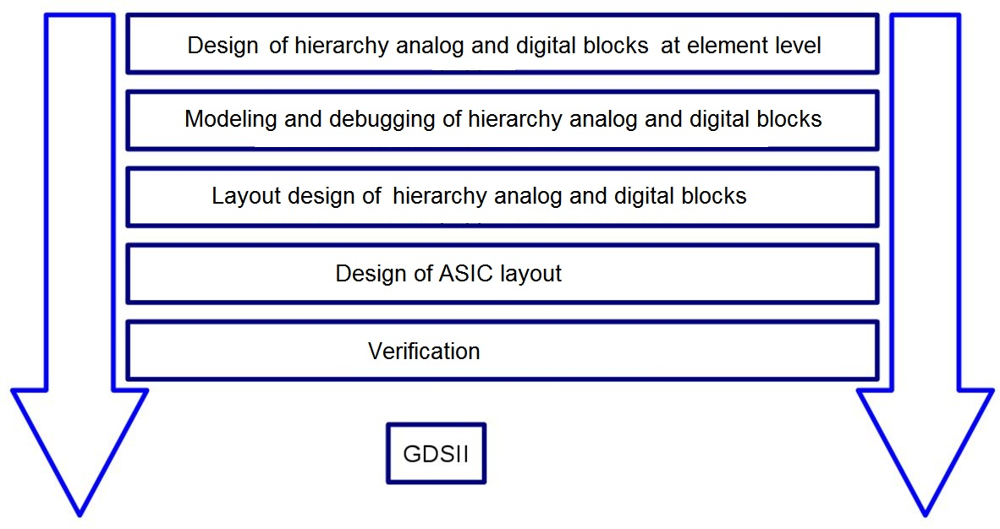 Design of hierarchy analog and digital blocks at element level
Modeling and debugging of hierarchy analog and digital blocks
Layout design of hierarchy analog and digital blocks
Design of ASIC layout
Verification
GDSII